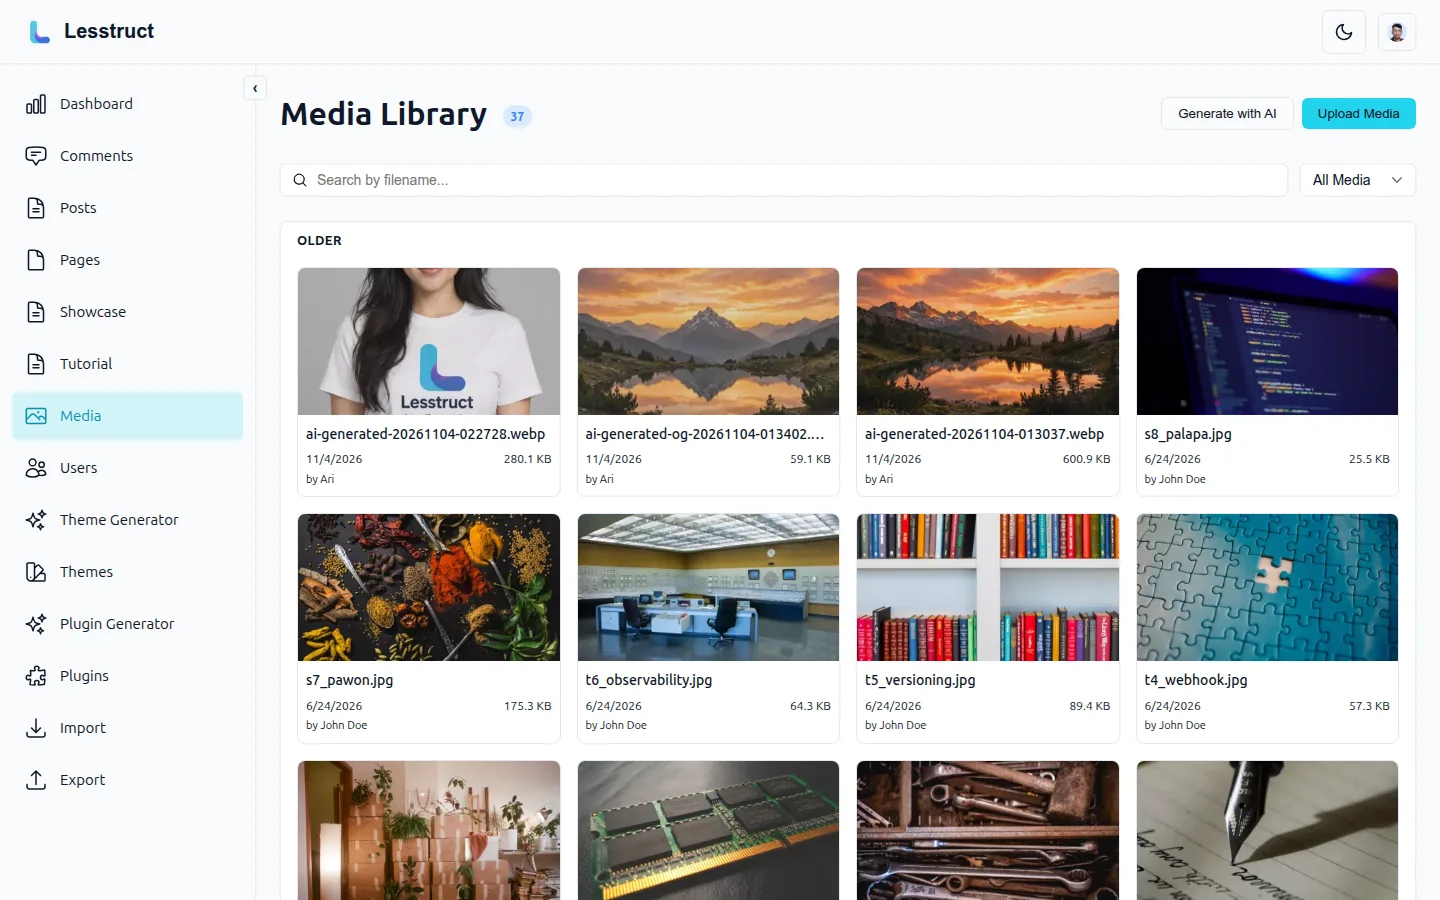 Lesstruct
Dashboard
Comments
Posts
Pages
Showcase
Tutorial
Media
Users
Theme Generator
Themes
Plugin Generator
Plugins
Import
Export
Media Library 37
Generate with AI
Upload Media
Search by filename...
All Media
OLDER
Lesstruct
ai-generated-20261104-022728.webp
11/4/2026 280.1 KB
by Ari
ai-generated-og-20261104-013402....
11/4/2026 59.1 KB
by Ari
ai-generated-20261104-013037.webp
11/4/2026 600.9 KB
by Ari
s8_palapa.jpg
6/24/2026 25.5 KB
by John Doe
s7_pawon.jpg
6/24/2026 175.3 KB
by John Doe
t6_observability.jpg
6/24/2026 64.3 KB
by John Doe
t5_versioning.jpg
6/24/2026 89.4 KB
by John Doe
t4_webhook.jpg
6/24/2026 57.3 KB
by John Doe